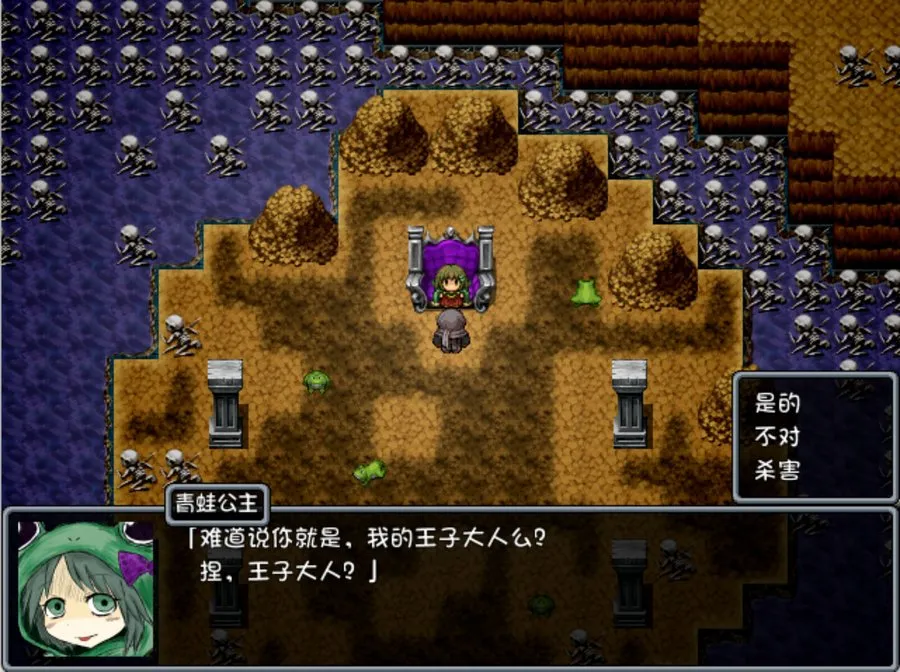 是的
不对
杀害
青蛙公主
「难道说你就是，我的王子大人么？
捏，王子大人？」